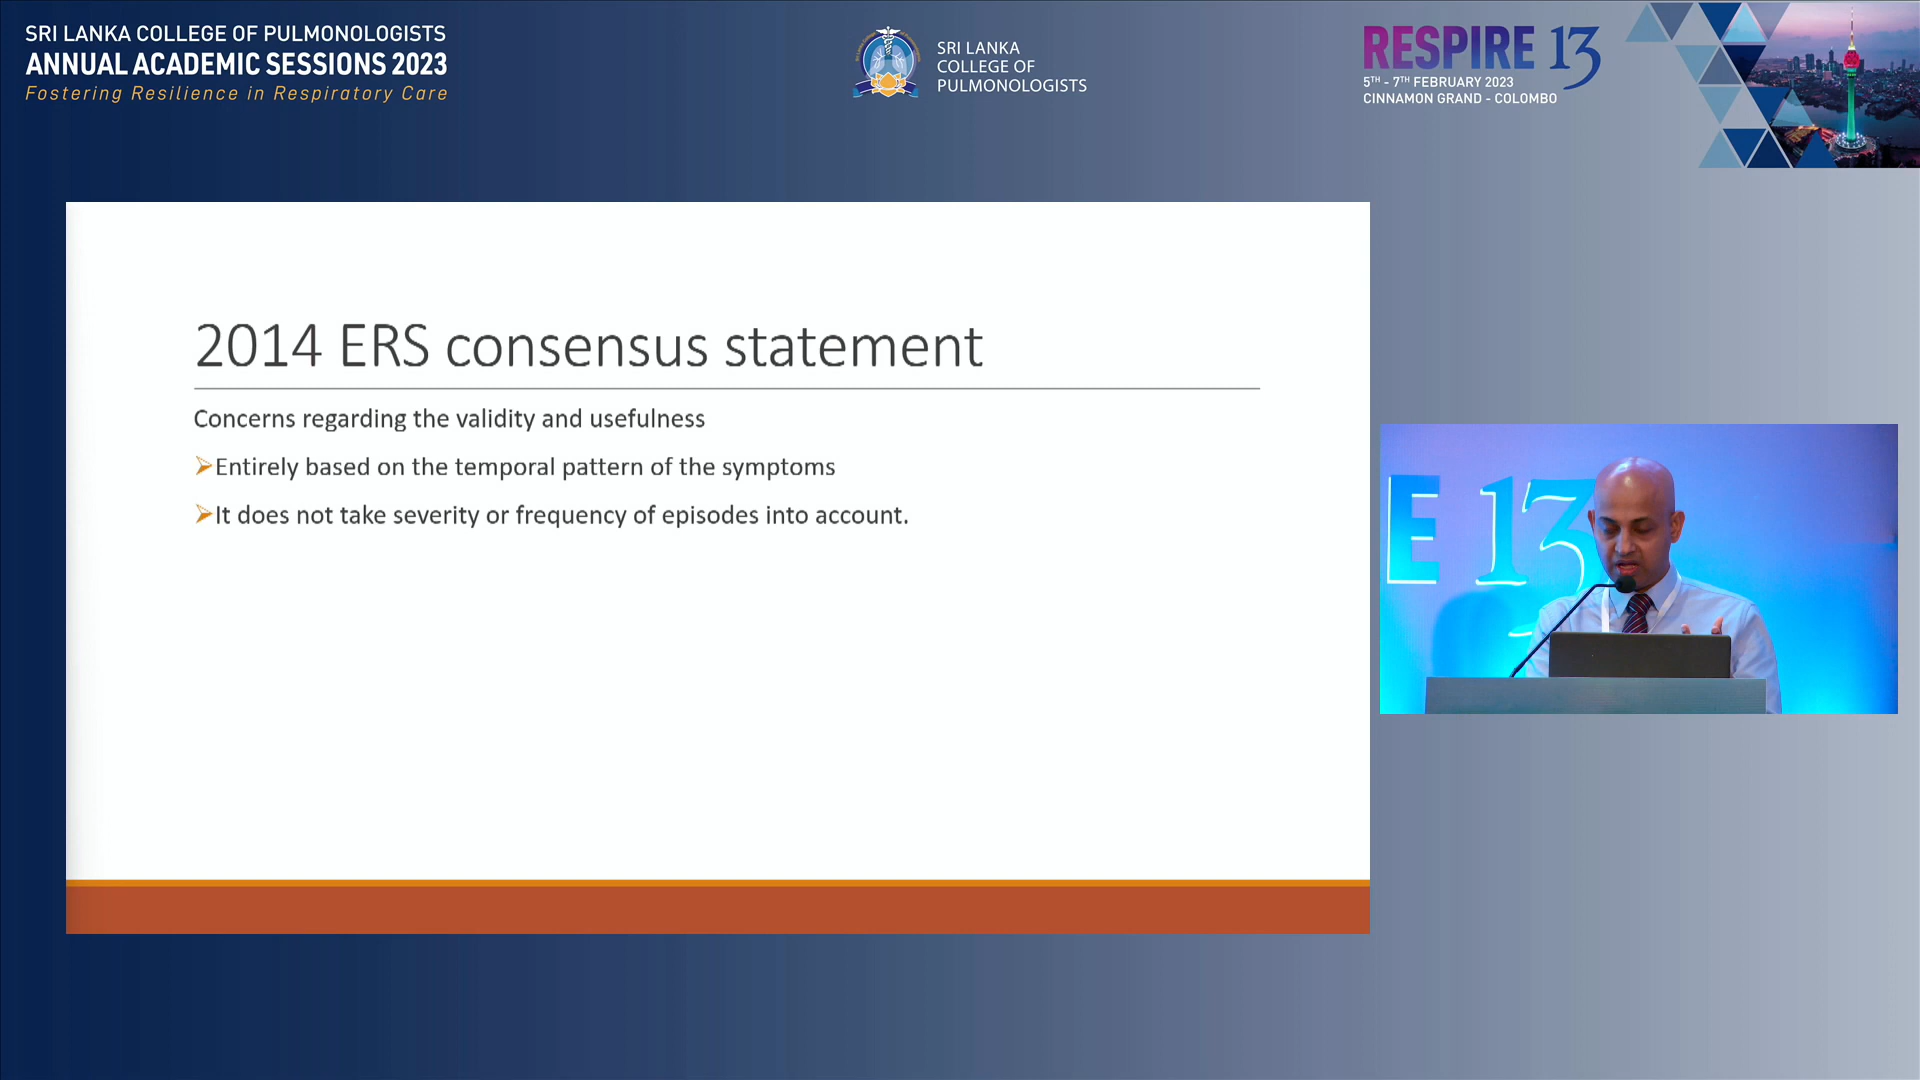 SRI LANKA COLLEGE OF PULMONOLOGISTS
ANNUAL ACADEMIC SESSIONS 2023
Fostering Resilience in Respiratory Care
SRI LANKA
COLLEGE OF
PULMONOLOGISTS
RESPIRE 13
5TH - 7TH FEBRUARY 2023
CINNAMON GRAND - COLOMBO
2014 ERS consensus statement
Concerns regarding the validity and usefulness
➢Entirely based on the temporal pattern of the symptoms
➢It does not take severity or frequency of episodes into account.
E 13